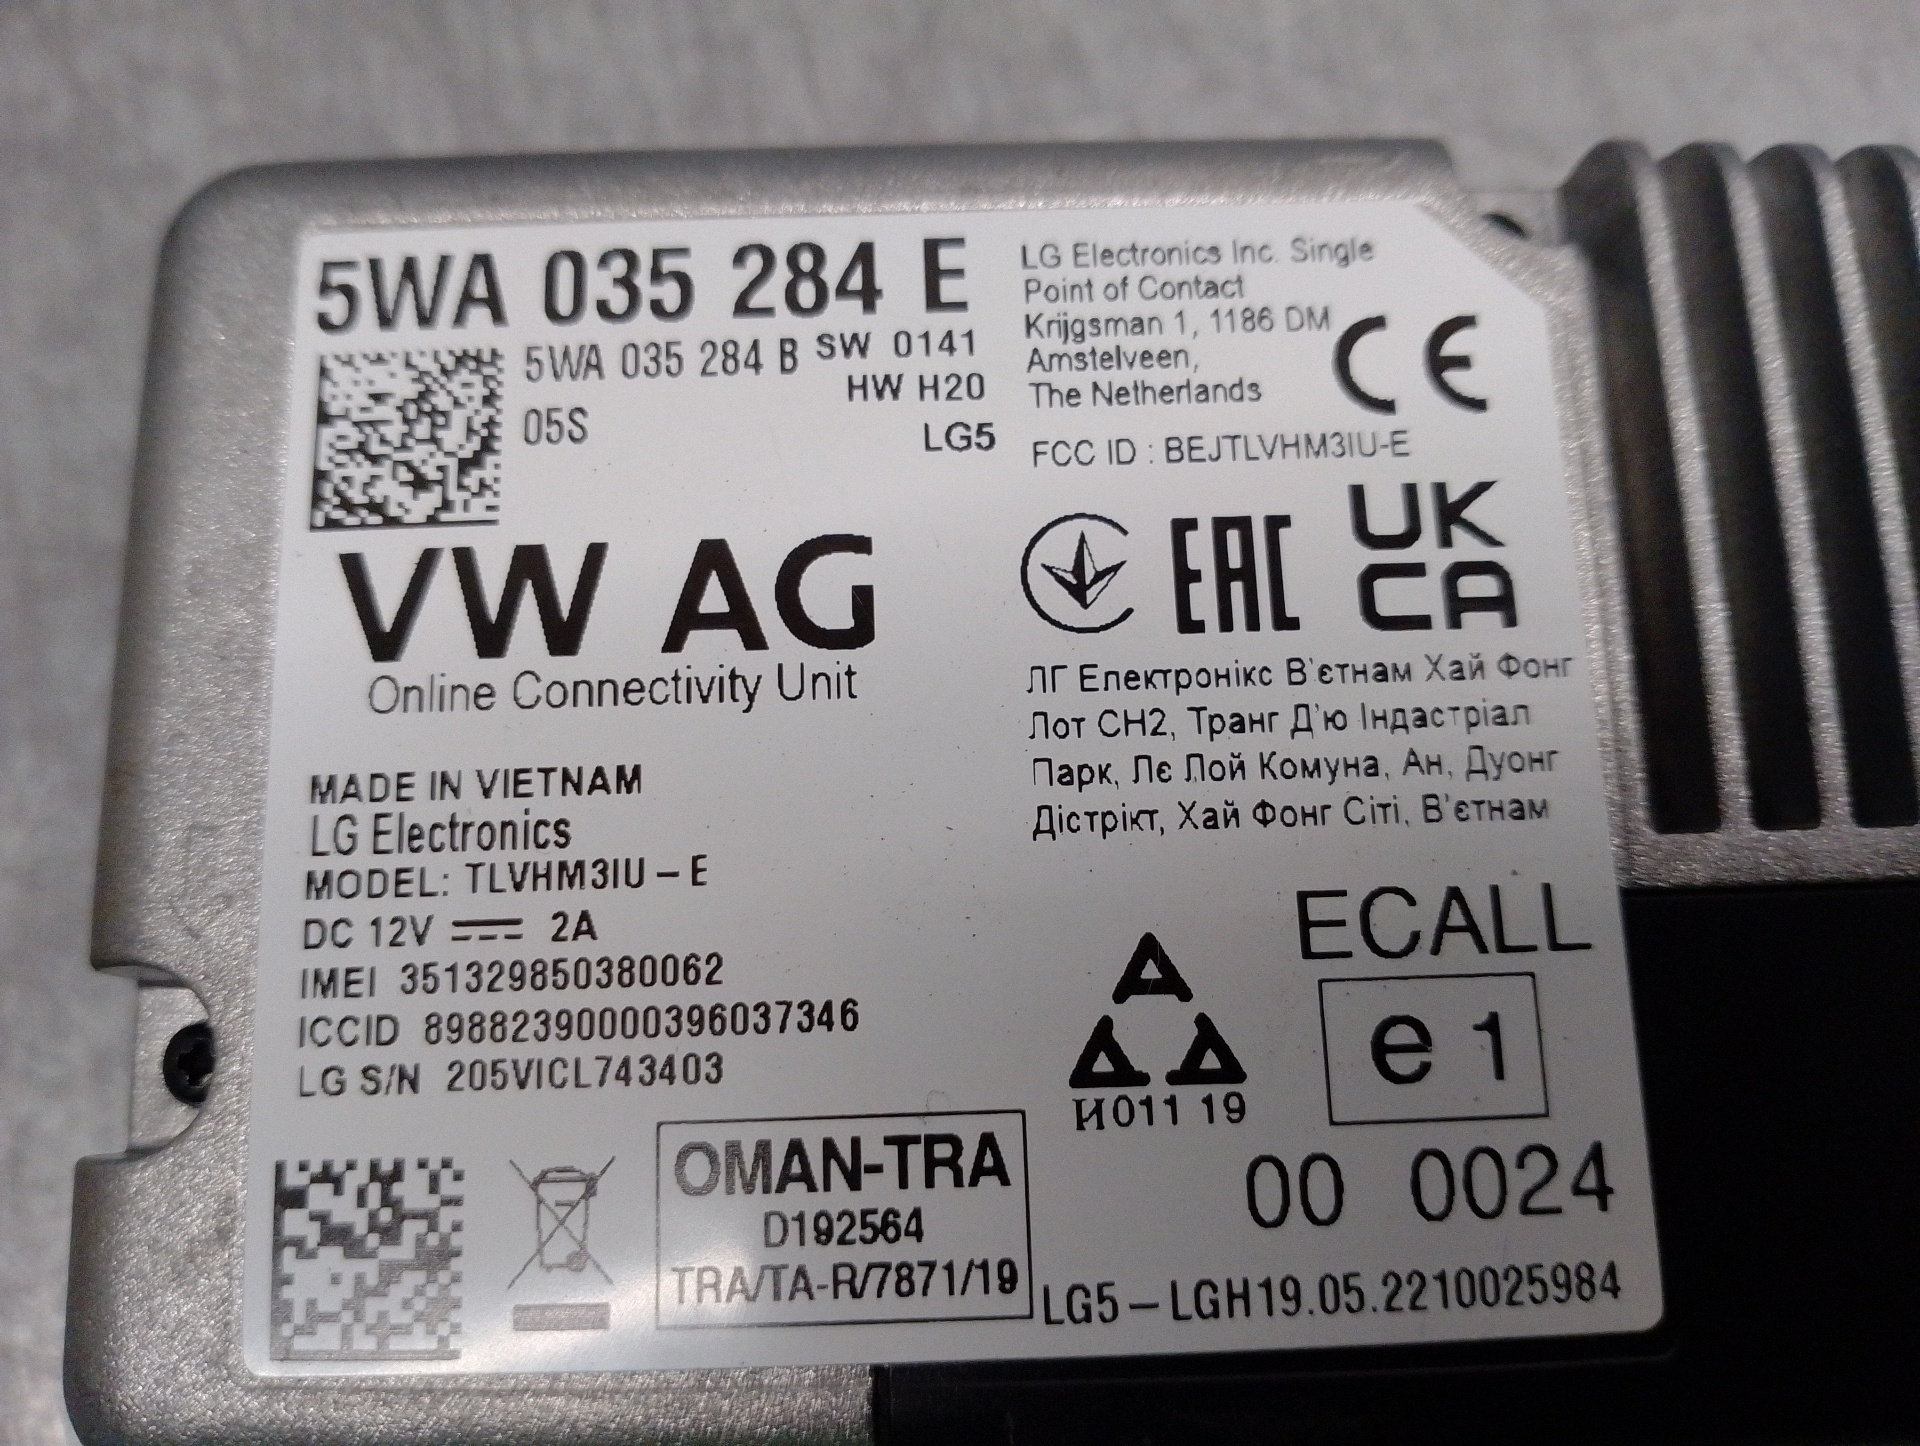 5WA 035 284 E
5WA 035 284 B SW 0141
HW H20
05S LG5
VW AG
Online Connectivity Unit
MADE IN VIETNAM
LG Electronics
MODEL: TLVHM3IU – E
DC 12V 2A
IMEI 351329850380062
ICCID 89882390000396037346
LG S/N 205VICL743403
OMAN-TRA
D192564
TRA/TA-R/7871/19
LG Electronics Inc. Single
Point of Contact
Krijgsman 1, 1186 DM
Amstelveen,
The Netherlands
CE
FCC ID : BEJTLVHM3IU-E
EAC
UK
CA
ЛГ Електронікс В'єтнам Хай Фонг
Лот CH2, Транг Д'ю Індастріал
Парк, Лє Лой Комуна, Ан, Дуонг
Дістрікт, Хай Фонг Сіті, В'єтнам
ECALL
e 1
И011 19
00 0024
LG5 – LGH19.05.2210025984